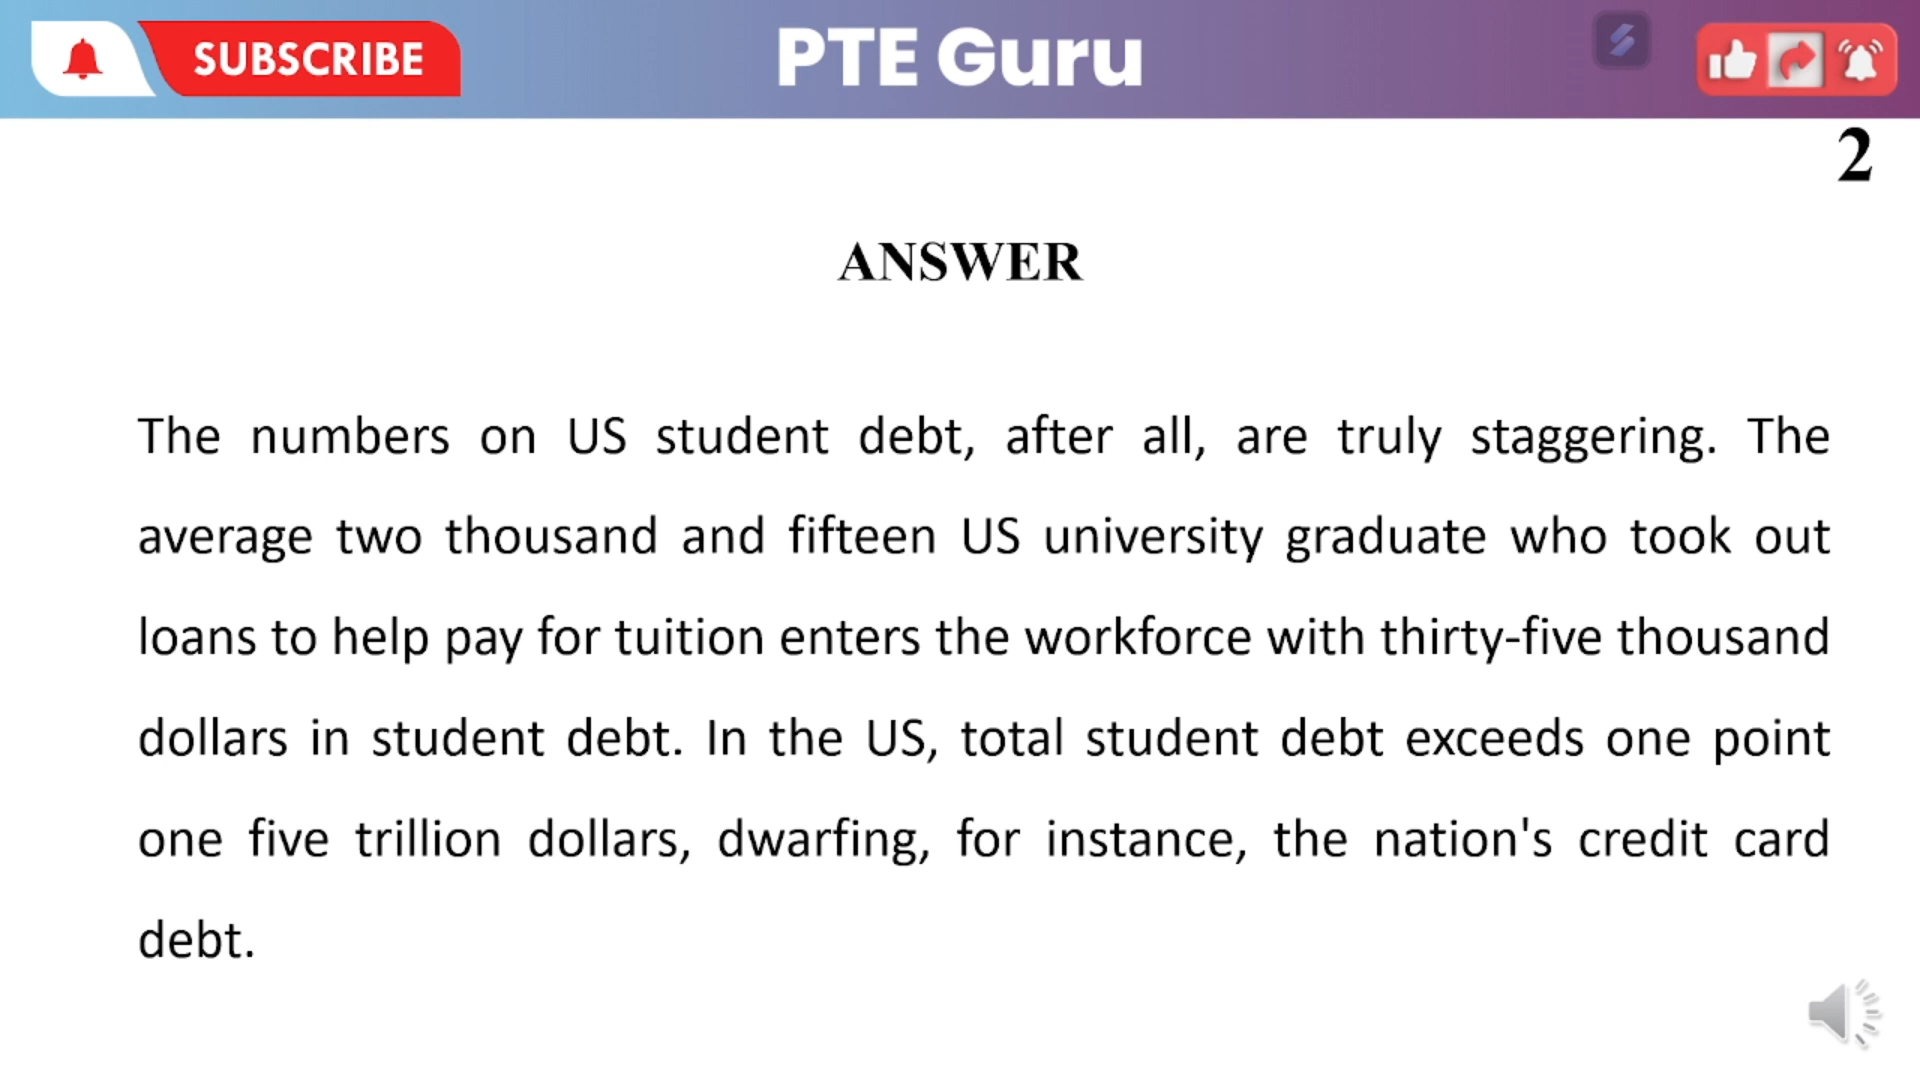 SUBSCRIBE
PTE Guru
2
ANSWER
The numbers on US student debt, after all, are truly staggering. The
average two thousand and fifteen US university graduate who took out
loans to help pay for tuition enters the workforce with thirty-five thousand
dollars in student debt. In the US, total student debt exceeds one point
one five trillion dollars, dwarfing, for instance, the nation's credit card
debt.